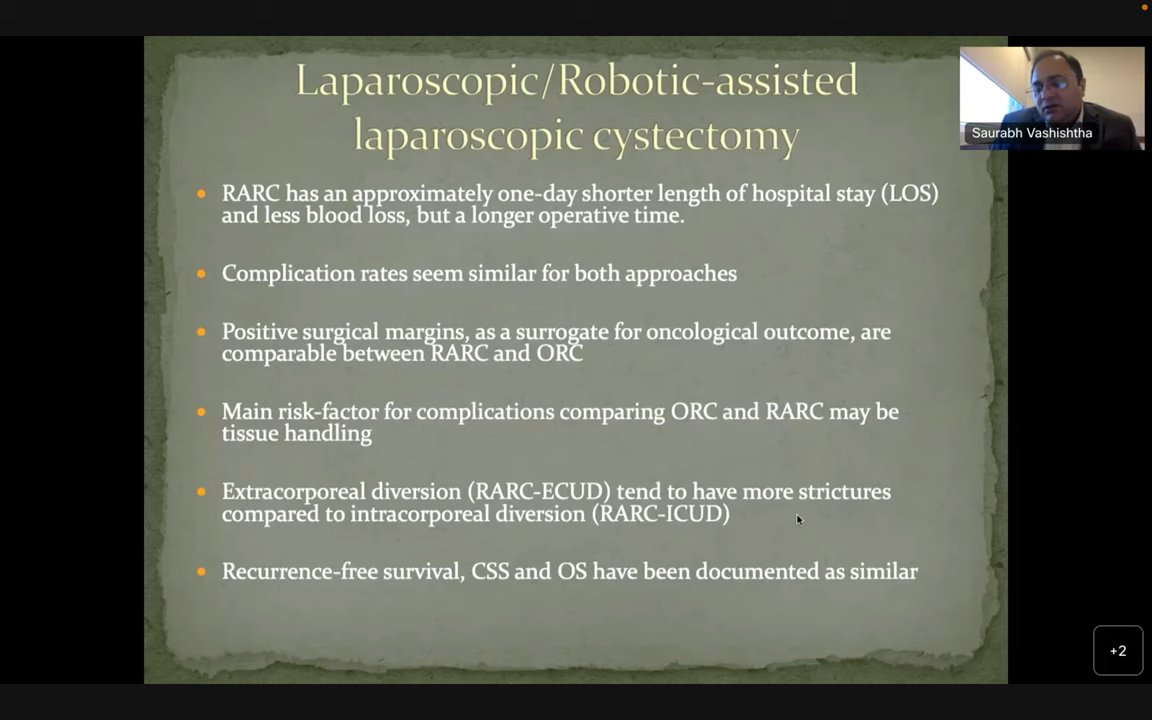 Laparoscopic/Robotic-assisted
laparoscopic cystectomy
Saurabh Vashishtha
• RARC has an approximately one-day shorter length of hospital stay (LOS)
and less blood loss, but a longer operative time.
• Complication rates seem similar for both approaches
• Positive surgical margins, as a surrogate for oncological outcome, are
comparable between RARC and ORC
• Main risk-factor for complications comparing ORC and RARC may be
tissue handling
• Extracorporeal diversion (RARC-ECUD) tend to have more strictures
compared to intracorporeal diversion (RARC-ICUD)
• Recurrence-free survival, CSS and OS have been documented as similar
+2